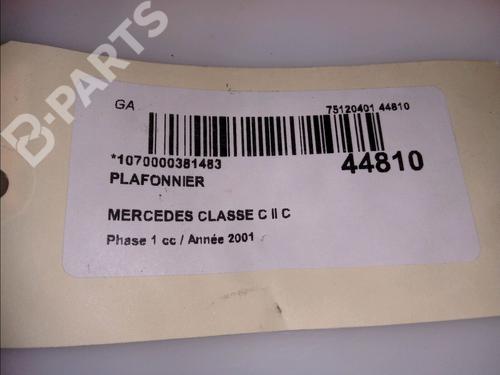 B-PARTS
GA
75120401 44810
*1070000381483
44810
PLAFONNIER
MERCEDES CLASSE C II C
Phase 1 cc / Année 2001